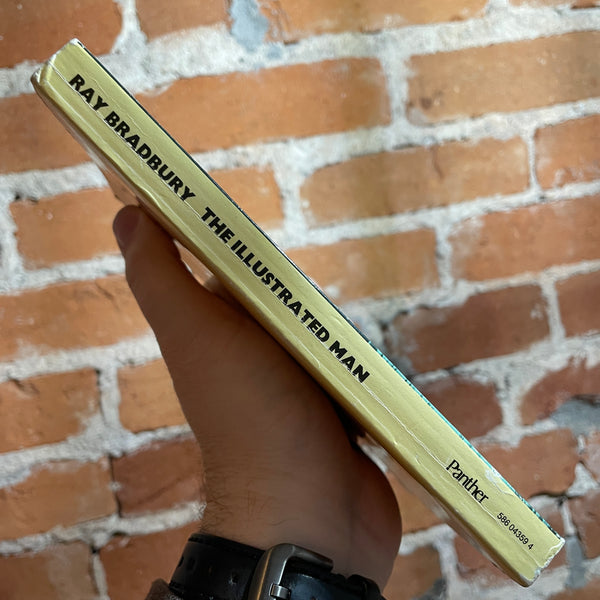 RAY BRADBURY THE ILLUSTRATED MAN
Panther
586 04359 4